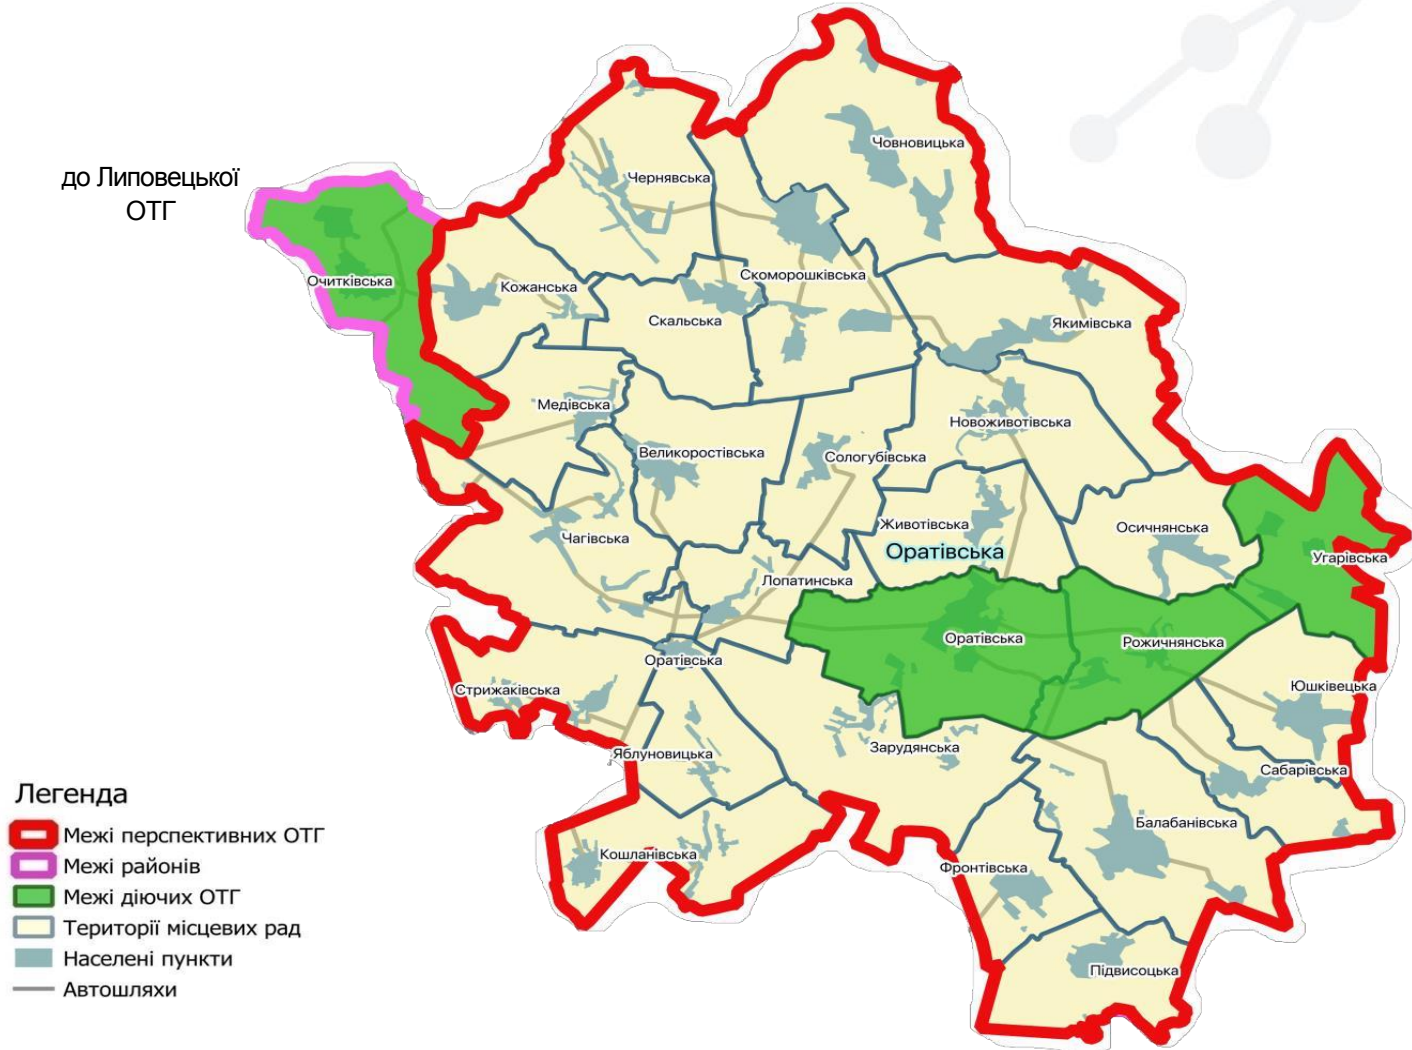 до Липовецької
ОТГ
Човновицька
Чернявська
Очитківська
Кожанська
Скоморошківська
Скальська
Якимівська
Медівська
Новоживотівська
Великоростівська
Сологубівська
Чагівська
Животівська
Осичнянська
Оратівська
Угарівська
Лопатинська
Оратівська
Рожичнянська
Оратівська
Стрижаківська
Юшківецька
Яблуновицька
Зарудянська
Сабарівська
Балабанівська
Кошланівська
Фронтівська
Підвисоцька
Легенда
Межі перспективних ОТГ
Межі районів
Межі діючих ОТГ
Території місцевих рад
Населені пункти
Автошляхи